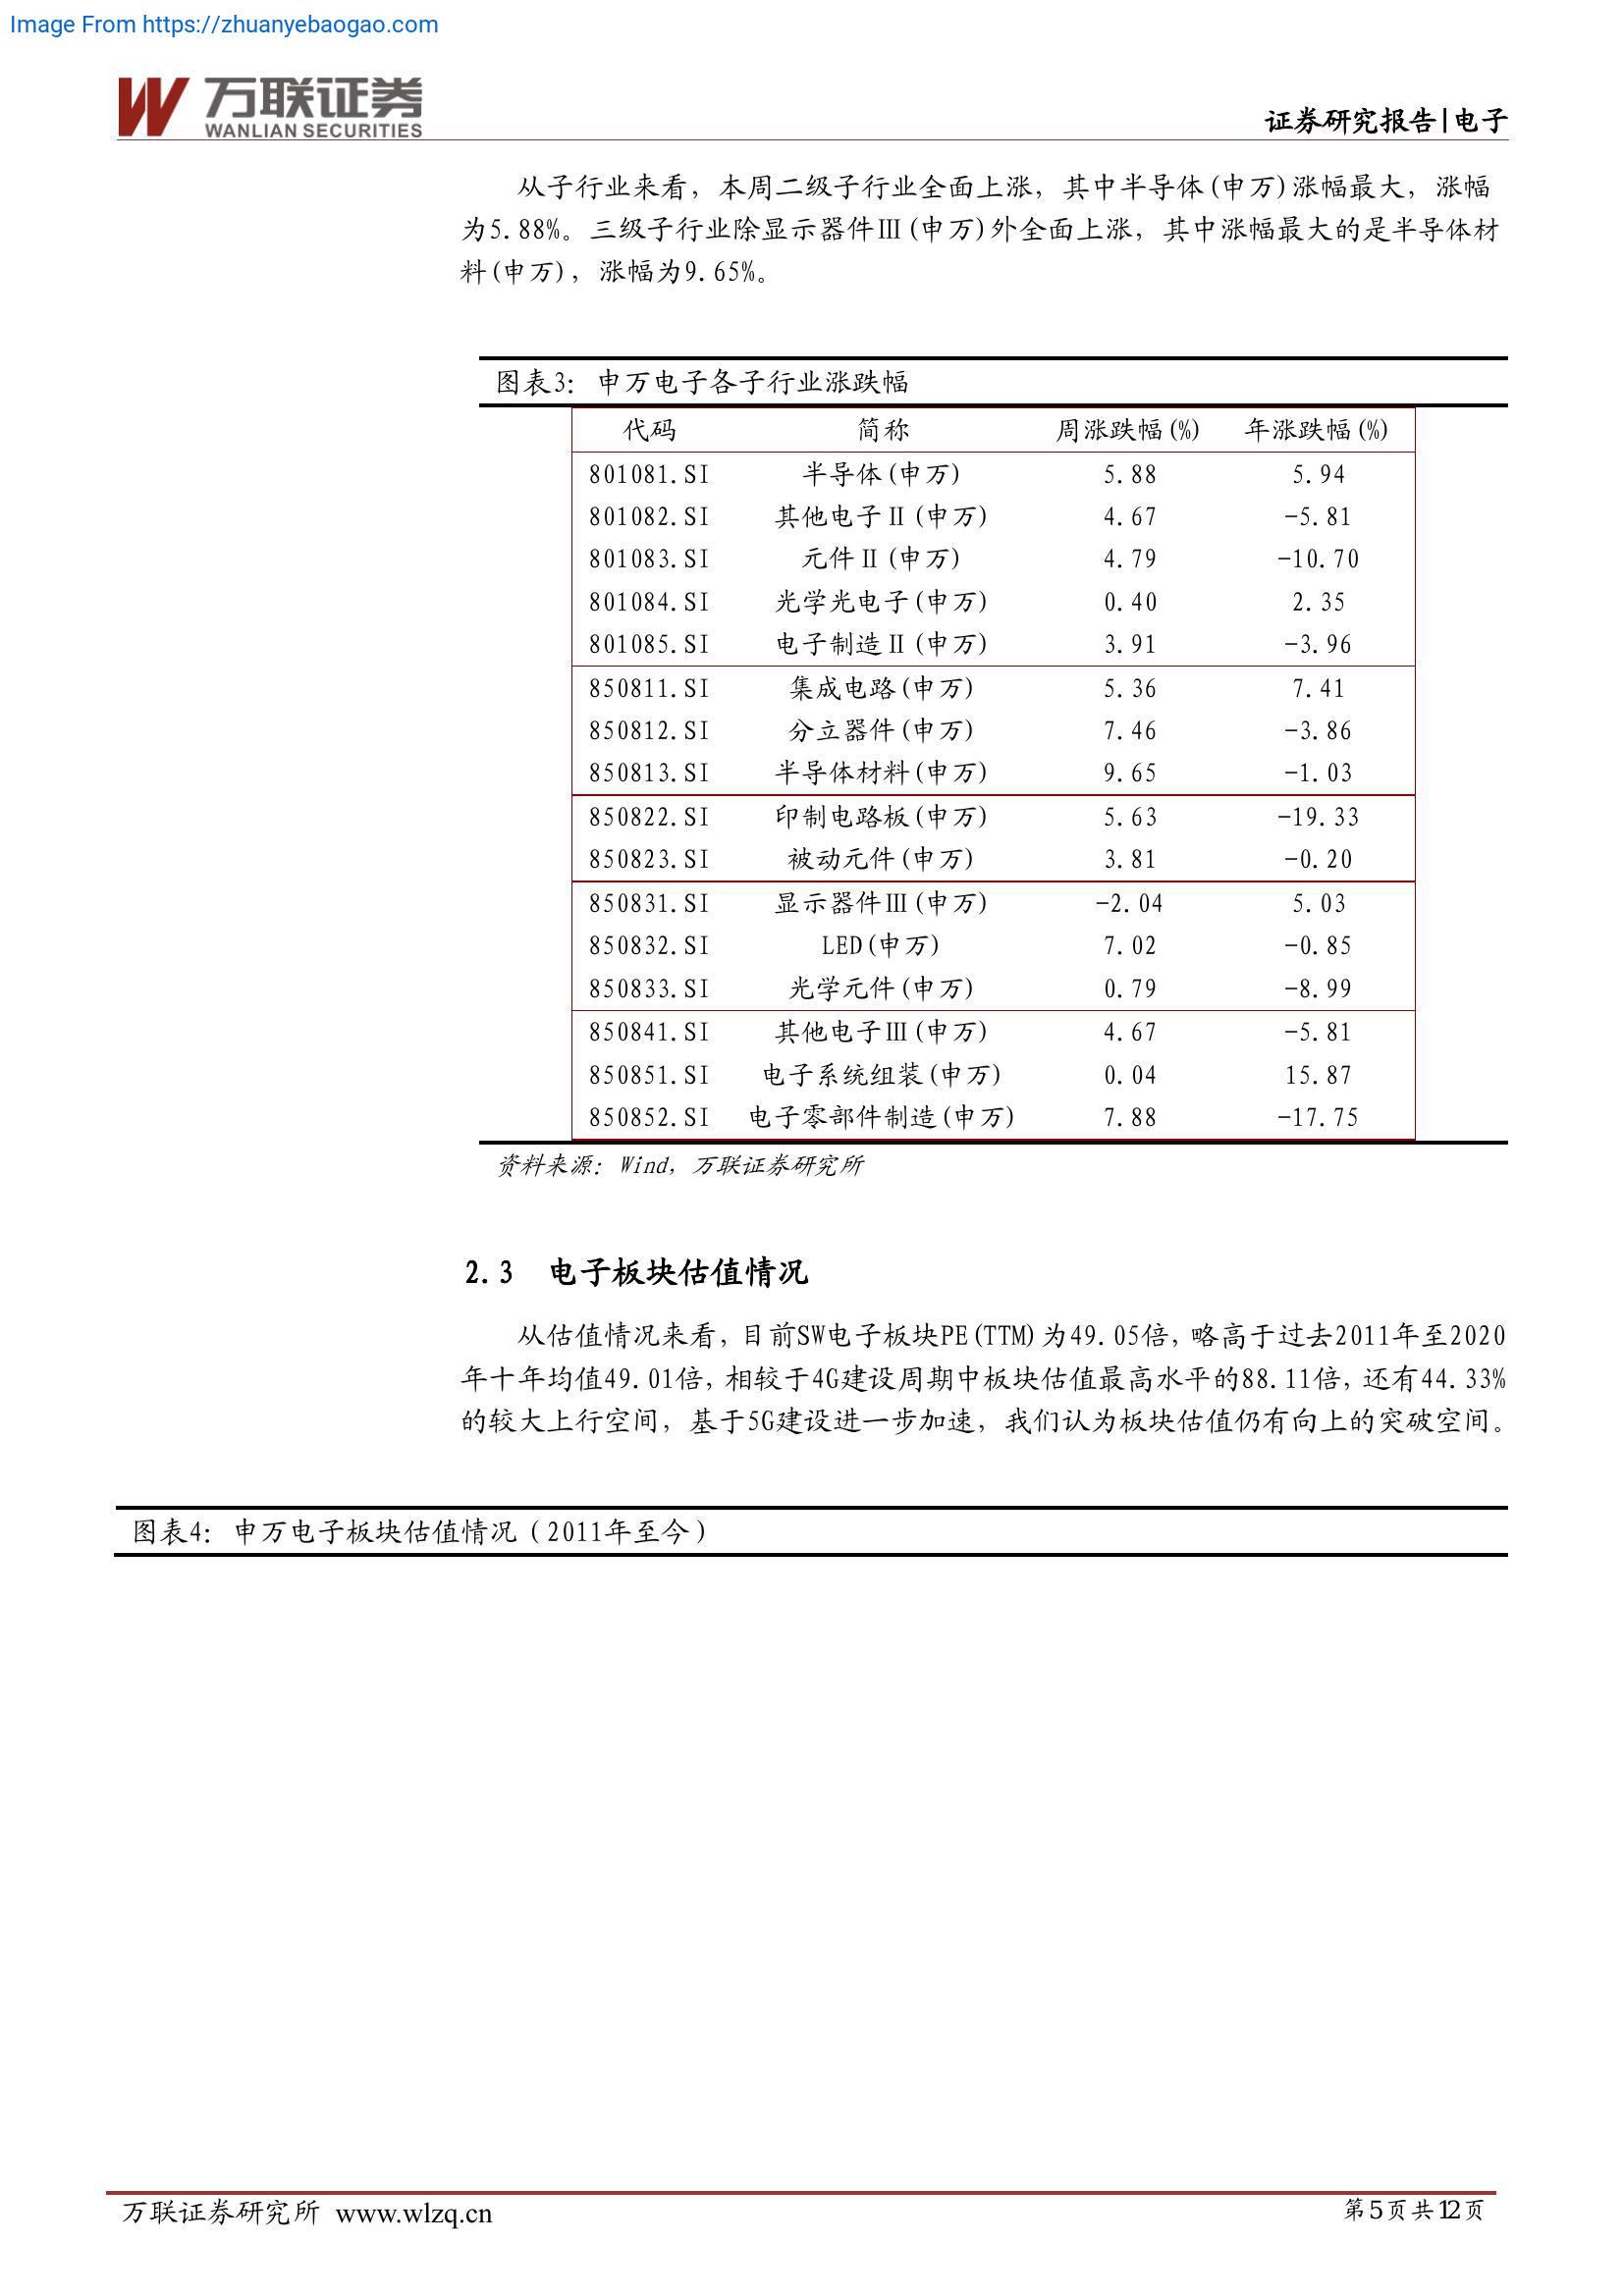 Image From https://zhuanyebaogao.com
万联证券
WANLIAN SECURITIES
证券研究报告|电子
从子行业来看，本周二级子行业全面上涨，其中半导体(申万)涨幅最大，涨幅
为5.88%。三级子行业除显示器件Ⅲ(申万)外全面上涨，其中涨幅最大的是半导体材
料(申万)，涨幅为9.65%。
图表3：申万电子各子行业涨跌幅
代码 简称 周涨跌幅(%) 年涨跌幅(%)
801081.SI 半导体(申万) 5.88 5.94
801082.SI 其他电子Ⅱ(申万) 4.67 -5.81
801083.SI 元件Ⅱ(申万) 4.79 -10.70
801084.SI 光学光电子(申万) 0.40 2.35
801085.SI 电子制造Ⅱ(申万) 3.91 -3.96
850811.SI 集成电路(申万) 5.36 7.41
850812.SI 分立器件(申万) 7.46 -3.86
850813.SI 半导体材料(申万) 9.65 -1.03
850822.SI 印制电路板(申万) 5.63 -19.33
850823.SI 被动元件(申万) 3.81 -0.20
850831.SI 显示器件Ⅲ(申万) -2.04 5.03
850832.SI LED(申万) 7.02 -0.85
850833.SI 光学元件(申万) 0.79 -8.99
850841.SI 其他电子Ⅲ(申万) 4.67 -5.81
850851.SI 电子系统组装(申万) 0.04 15.87
850852.SI 电子零部件制造(申万) 7.88 -17.75
资料来源：Wind，万联证券研究所
2.3 电子板块估值情况
从估值情况来看，目前SW电子板块PE(TTM)为49.05倍，略高于过去2011年至2020
年十年均值49.01倍，相较于4G建设周期中板块估值最高水平的88.11倍，还有44.33%
的较大上行空间，基于5G建设进一步加速，我们认为板块估值仍有向上的突破空间。
图表4：申万电子板块估值情况（2011年至今）
万联证券研究所 www.wlzq.cn
第5页共12页